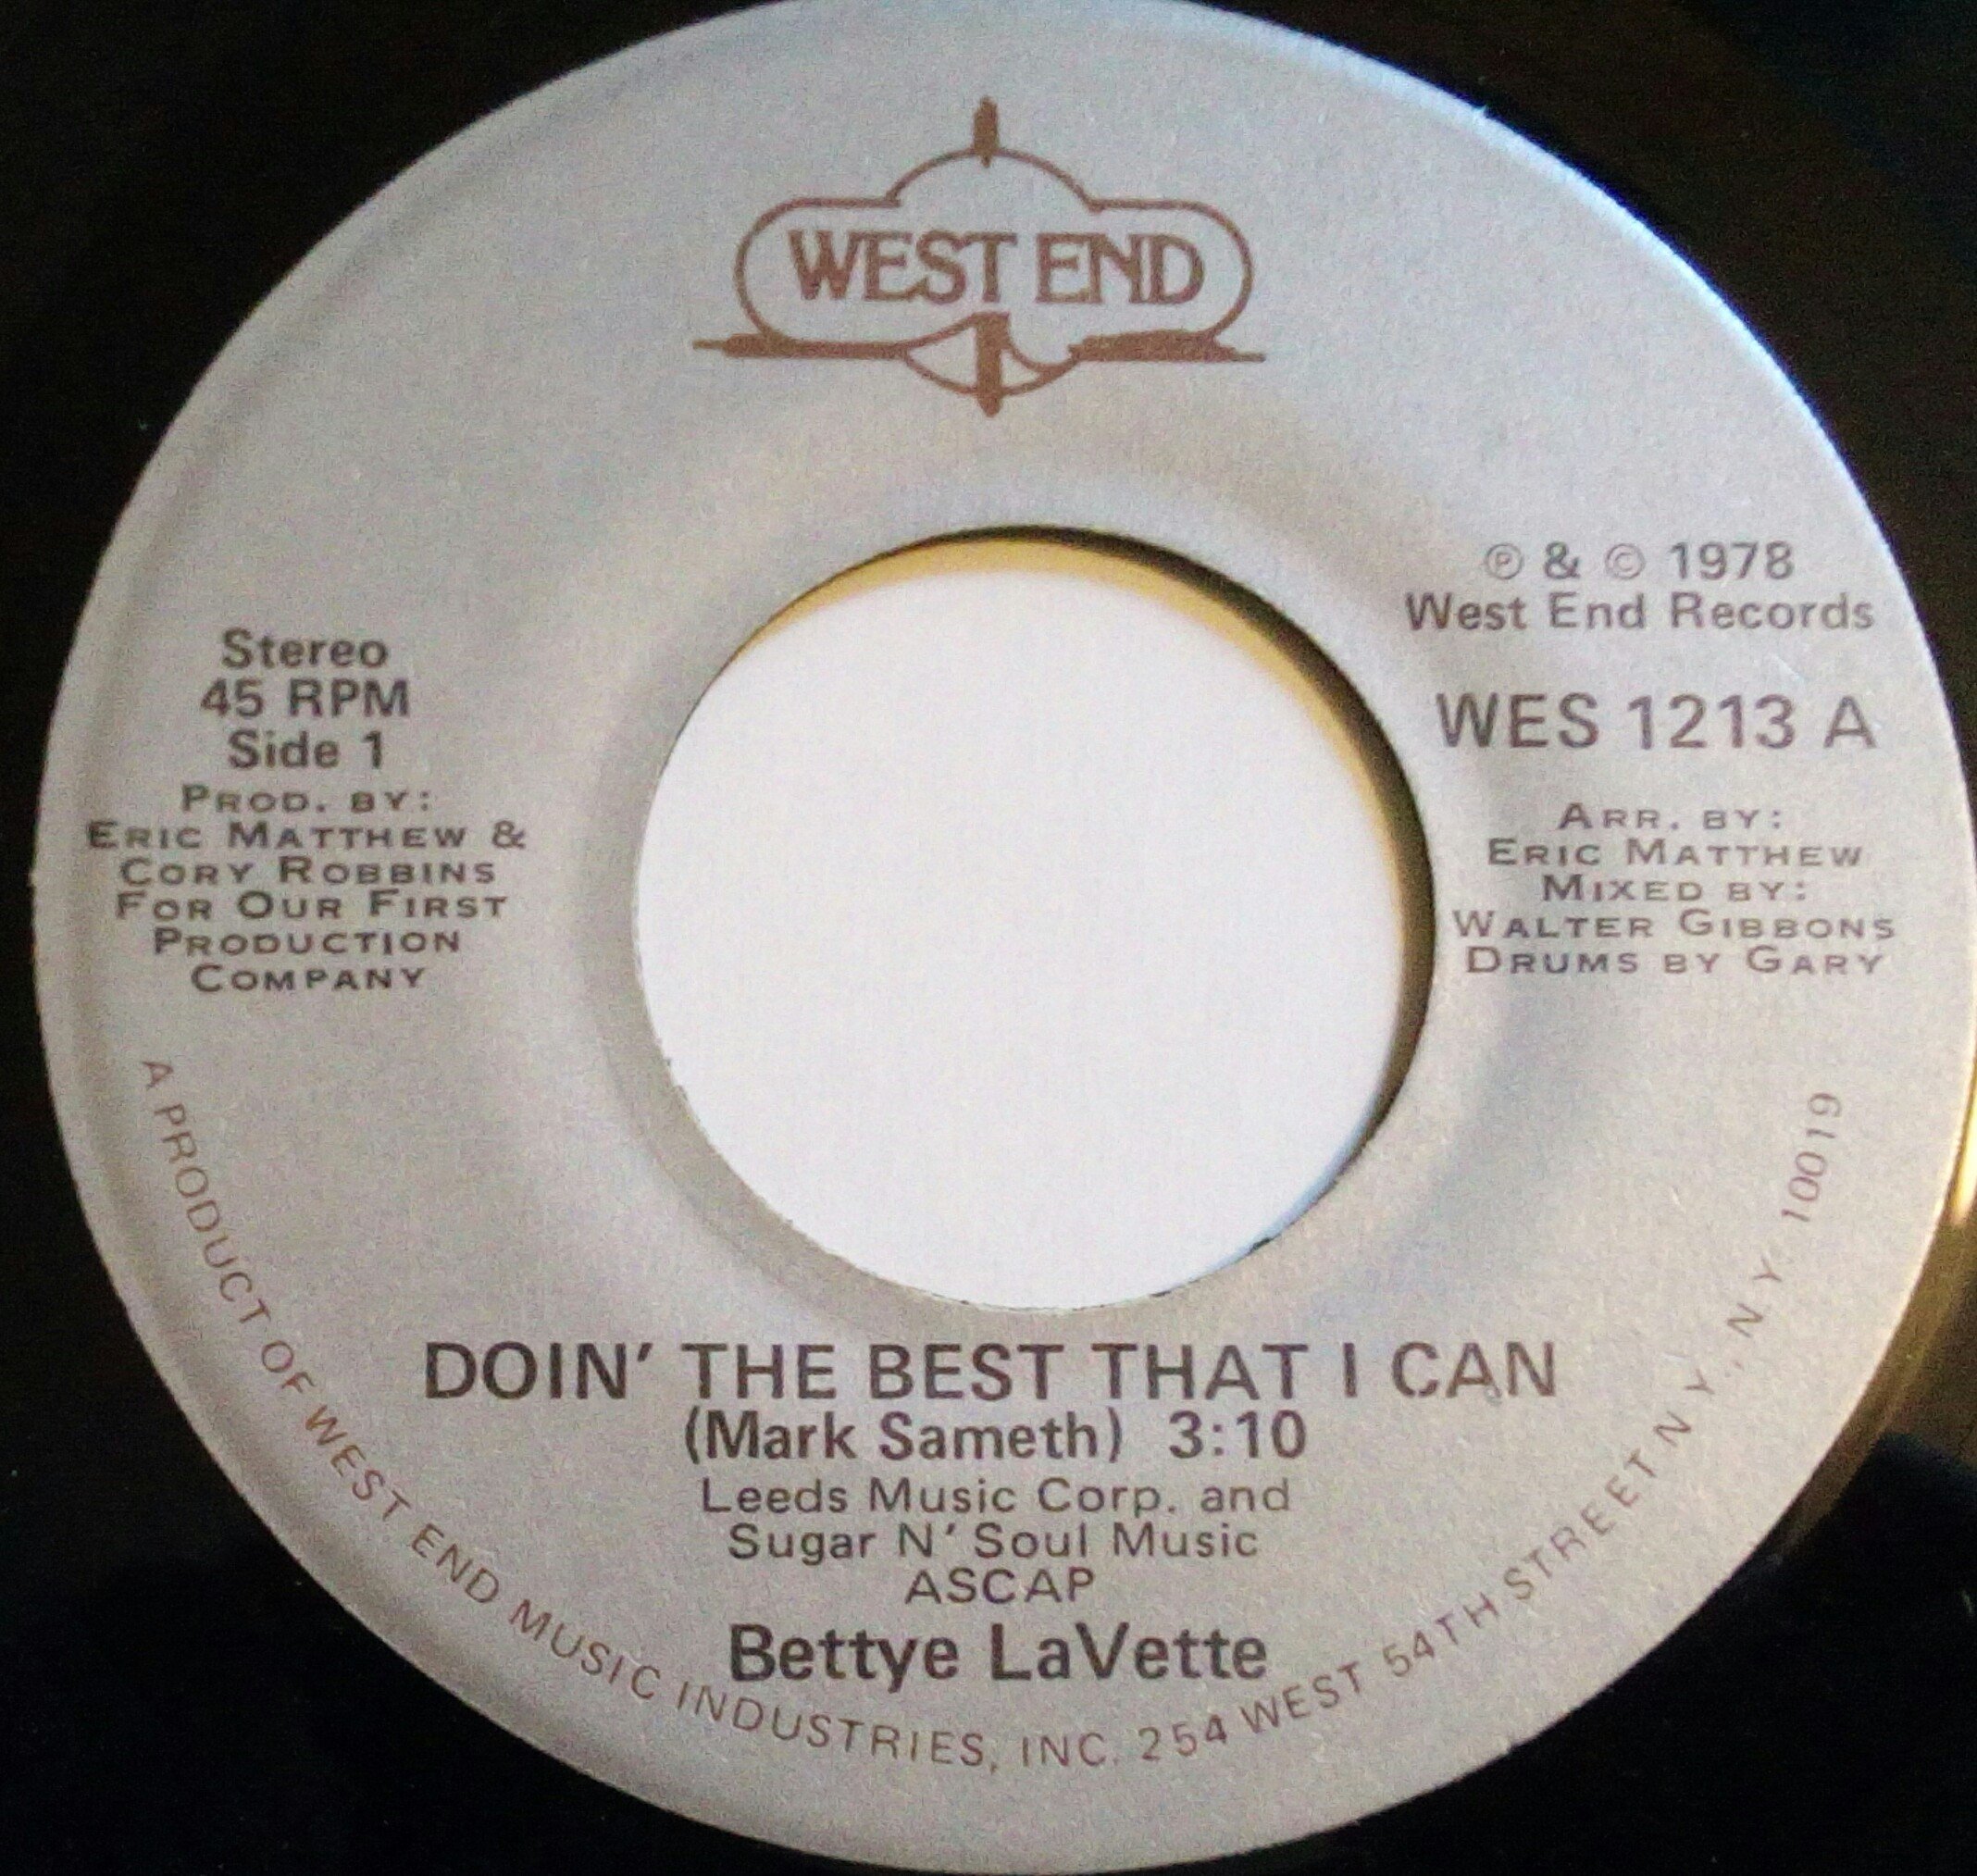 WEST END
℗ & © 1978
West End Records
WES 1213 A
Stereo
45 RPM
Side 1
PROD. BY:
ERIC MATTHEW &
CORY ROBBINS
FOR OUR FIRST
PRODUCTION
COMPANY
ARR. BY:
ERIC MATTHEW
MIXED BY:
WALTER GIBBONS
DRUMS BY GARY
DOIN' THE BEST THAT I CAN
(Mark Sameth) 3:10
Leeds Music Corp. and
Sugar N' Soul Music
ASCAP
Bettye LaVette
A PRODUCT OF WEST END MUSIC INDUSTRIES, INC. 254 WEST 54TH STREET N.Y., N.Y. 10019